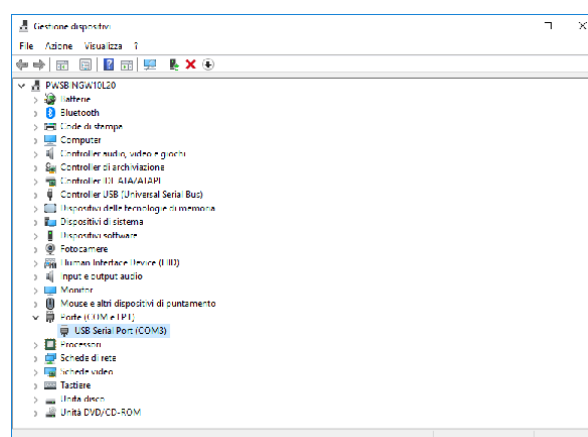 Gestione dispositivi
File Azione Visualizza ?
PWSBINGW10L20
Batterie
Bluetooth
Code di stampa
Computer
Controller audio, video e giochi
Controller di archiviazione
Controller IDE ATA/ATAPI
Controller USB (Universal Serial Bus)
Dispositivi delle tecnologie di memoria
Dispositivi di sistema
Dispositivi software
Fotocamere
Human Interface Device (HID)
Input e output audio
Monitor
Mouse e altri dispositivi di puntamento
Porte (COM e LPT)
USB Serial Port (COM3)
Processori
Schede di rete
Schede video
Tastiere
Unità disco
Unità DVD/CD-ROM